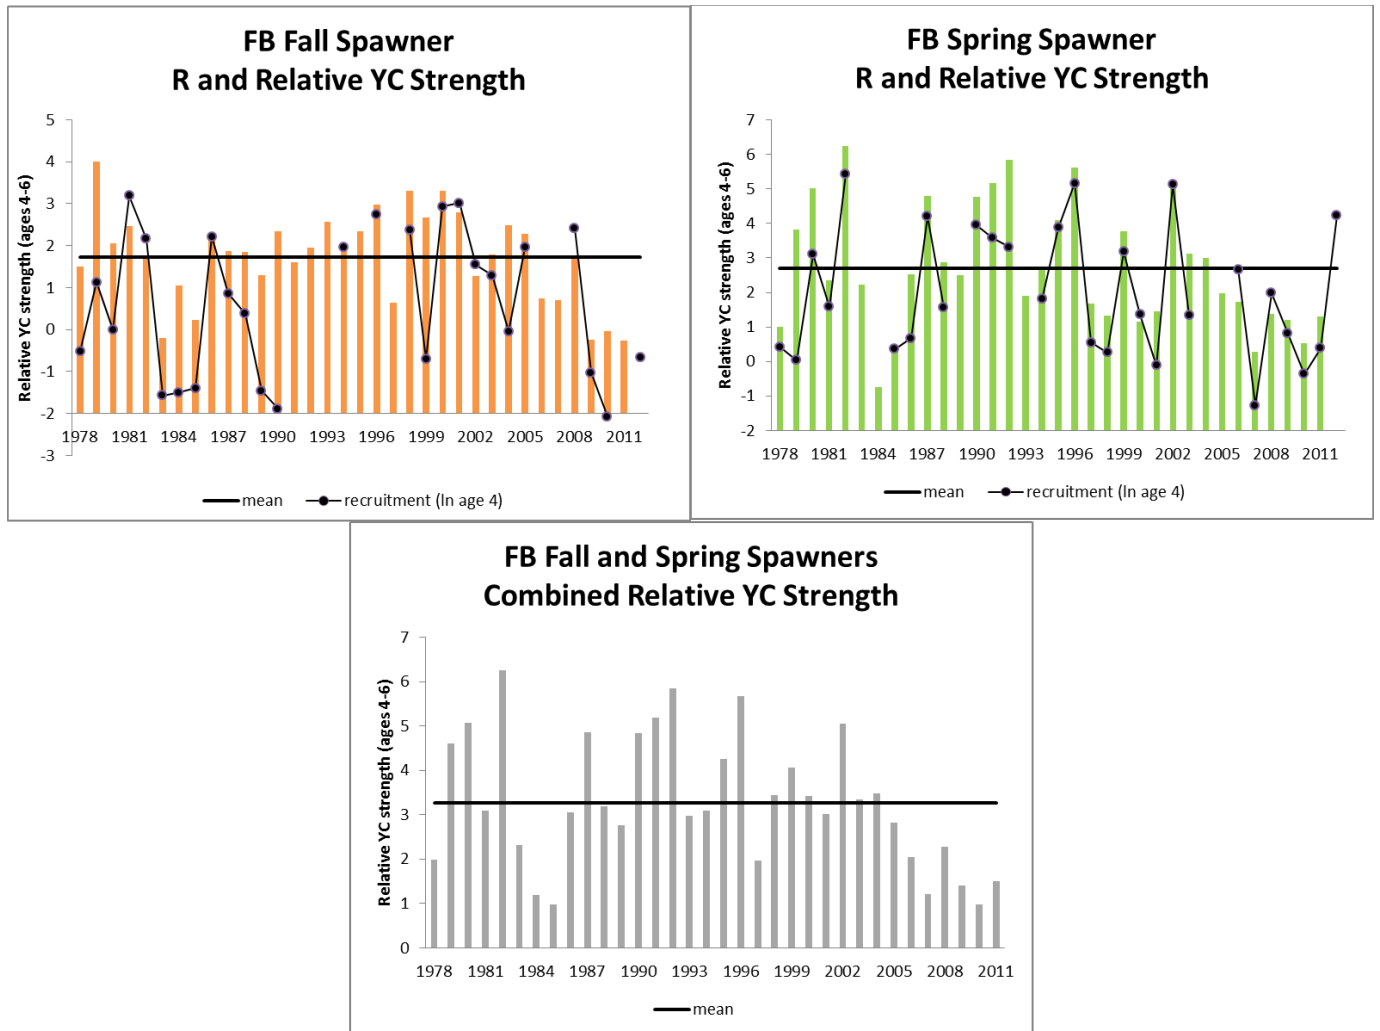 FB Fall Spawner
R and Relative YC Strength
Relative YC strength (ages 4-6)
5
4
3
2
1
0
-1
-2
-3
1978 1981 1984 1987 1990 1993 1996 1999 2002 2005 2008 2011
mean recruitment (ln age 4)
FB Spring Spawner
R and Relative YC Strength
Relative YC strength (ages 4-6)
7
6
5
4
3
2
1
0
-1
-2
1978 1981 1984 1987 1990 1993 1996 1999 2002 2005 2008 2011
mean recruitment (ln age 4)
FB Fall and Spring Spawners
Combined Relative YC Strength
Relative YC strength (ages 4-6)
7
6
5
4
3
2
1
0
1978 1981 1984 1987 1990 1993 1996 1999 2002 2005 2008 2011
mean